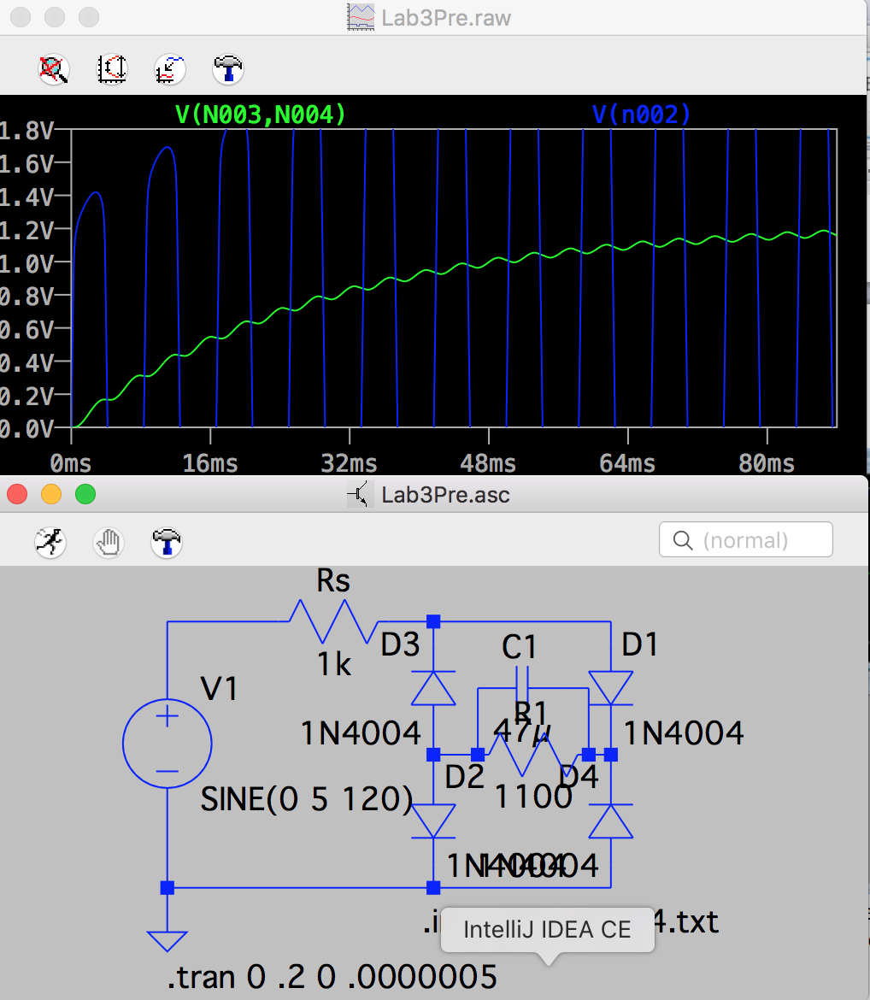 Lab3Pre.raw
V(N003,N004) V(n002)
1.8V
1.6V
1.4V
1.2V
1.0V
0.8V
0.6V
0.4V
0.2V
0.0V
0ms 16ms 32ms 48ms 64ms 80ms
Lab3Pre.asc
(normal)
Rs
1k
D3
C1
D1
V1
R1
47µ
1N4004
1N4004
D2
D4
SINE(0 5 120)
1100
1N4004
1N4004
.i
4.txt
IntelliJ IDEA CE
.tran 0 .2 0 .0000005